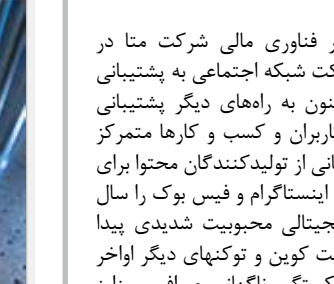 ر فناوری مالی شرکت متا در
کت شبکه اجتماعی به پشتیبانی
نون به راه‌های دیگر پشتیبانی
اربران و کسب و کارها متمرکز
انی از تولیدکنندگان محتوا برای
اینستاگرام و فیس بوک را سال
جیتالی محبوبیت شدیدی پیدا
ت کوین و توکنهای دیگر اواخر